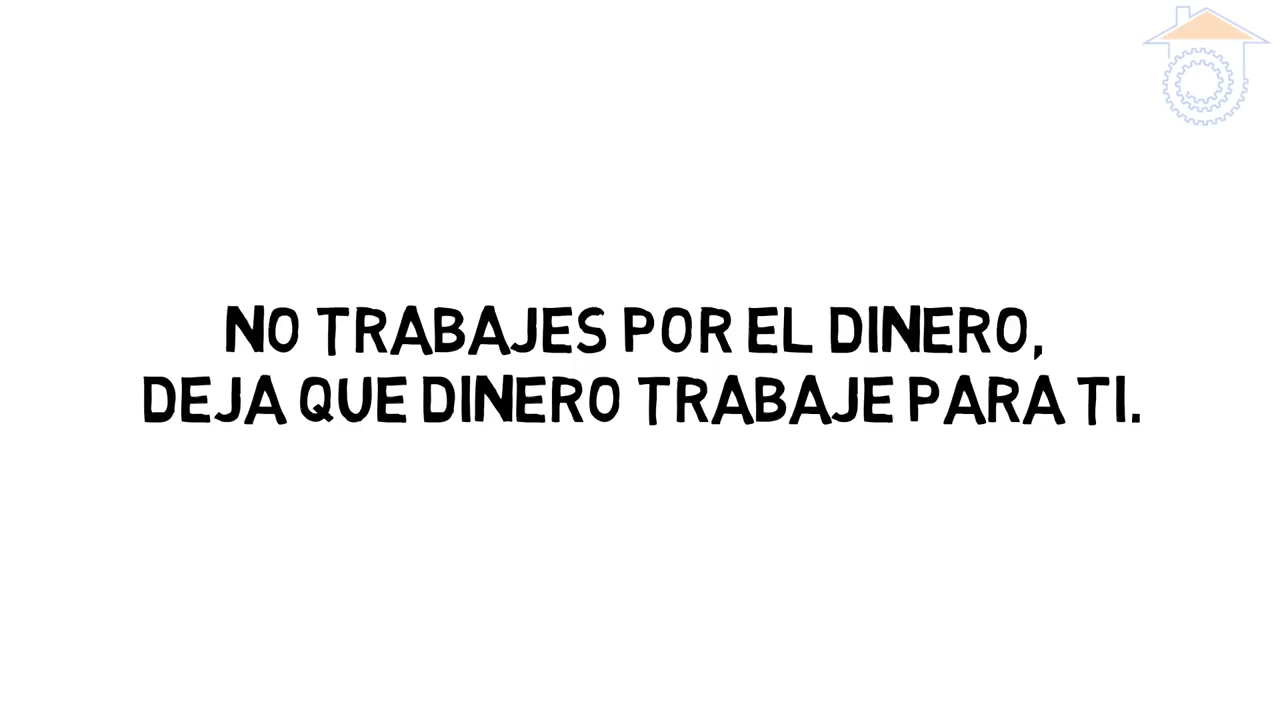 NO TRABAJES POR EL DINERO,
DEJA QUE DINERO TRABAJE PARA TI.